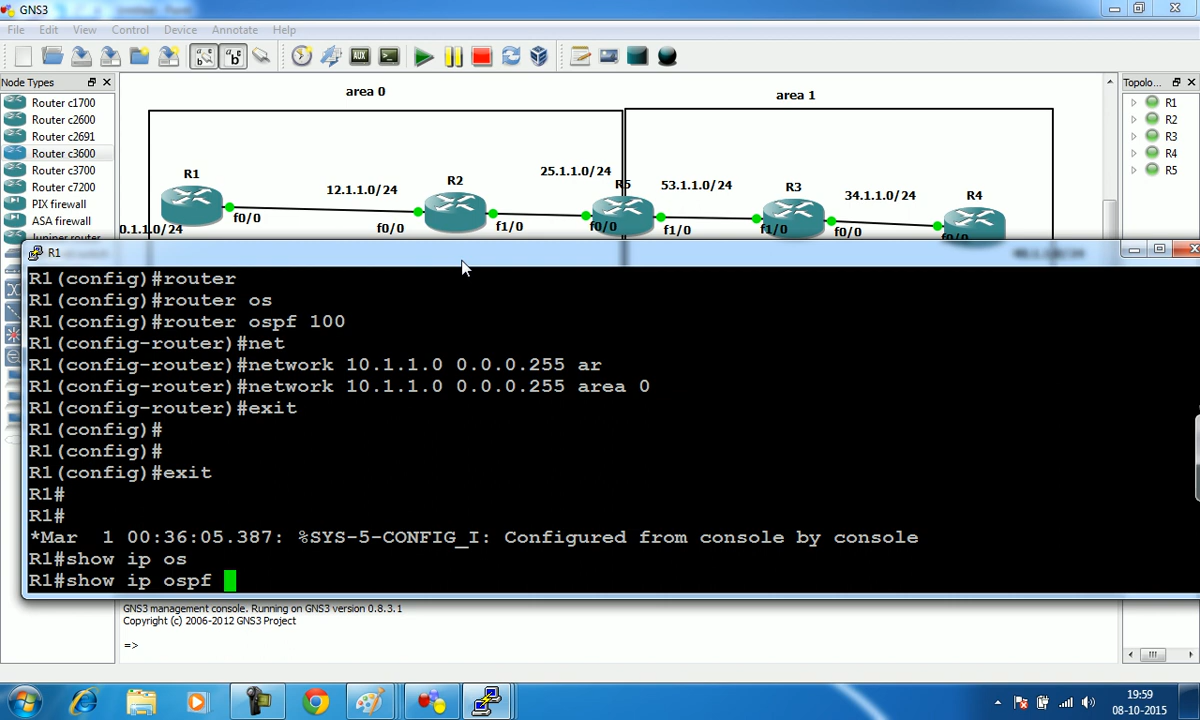 GNS3
File Edit View Control Device Annotate Help
Node Types
Router c1700
Router c2600
Router c2691
Router c3600
Router c3700
Router c7200
PIX firewall
ASA firewall
Juniper router
area 0
area 1
R1
12.1.1.0/24
R2
25.1.1.0/24
R5
53.1.1.0/24
R3
34.1.1.0/24
R4
f0/0
f0/0
f1/0
f0/0
f1/0
f1/0
f0/0
f0/0
0.1.1.0/24
Topolo...
R1
R2
R3
R4
R5
R1
R1(config)#router
R1(config)#router os
R1(config)#router ospf 100
R1(config-router)#net
R1(config-router)#network 10.1.1.0 0.0.0.255 ar
R1(config-router)#network 10.1.1.0 0.0.0.255 area 0
R1(config-router)#exit
R1(config)#
R1(config)#
R1(config)#exit
R1#
R1#
*Mar  1 00:36:05.387: %SYS-5-CONFIG_I: Configured from console by console
R1#show ip os
R1#show ip ospf
GNS3 management console. Running on GNS3 version 0.8.3.1
Copyright (c) 2006-2012 GNS3 Project
=>
19:59
08-10-2015